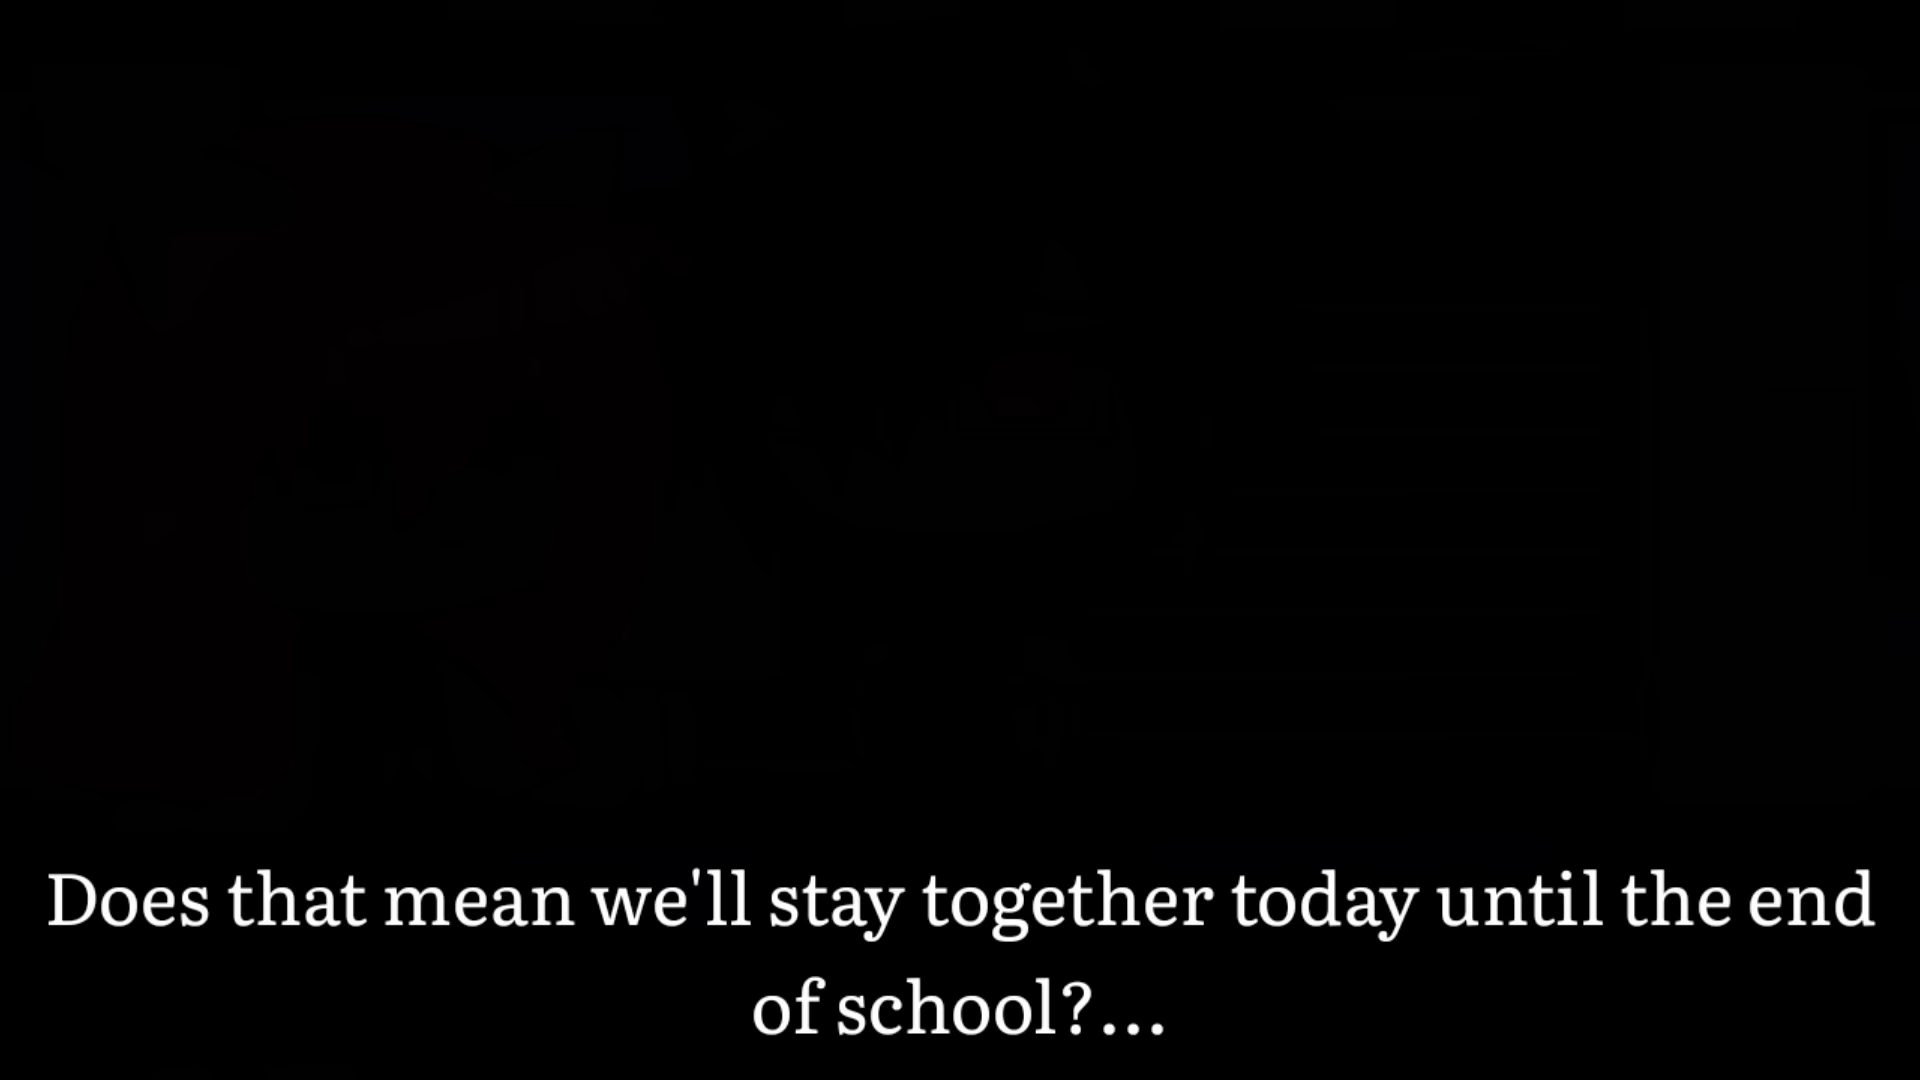 Does that mean we'll stay together today until the end
of school?...